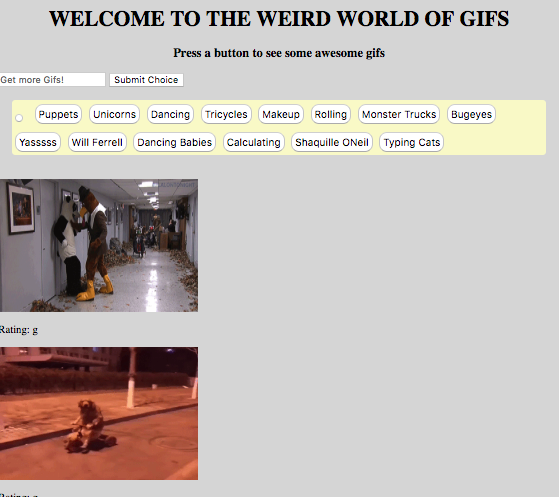 WELCOME TO THE WEIRD WORLD OF GIFS
Press a button to see some awesome gifs
Get more Gifs! Submit Choice
Puppets Unicorns Dancing Tricycles Makeup Rolling Monster Trucks Bugeyes
Yasssss Will Ferrell Dancing Babies Calculating Shaquille ONeil Typing Cats
Rating: g